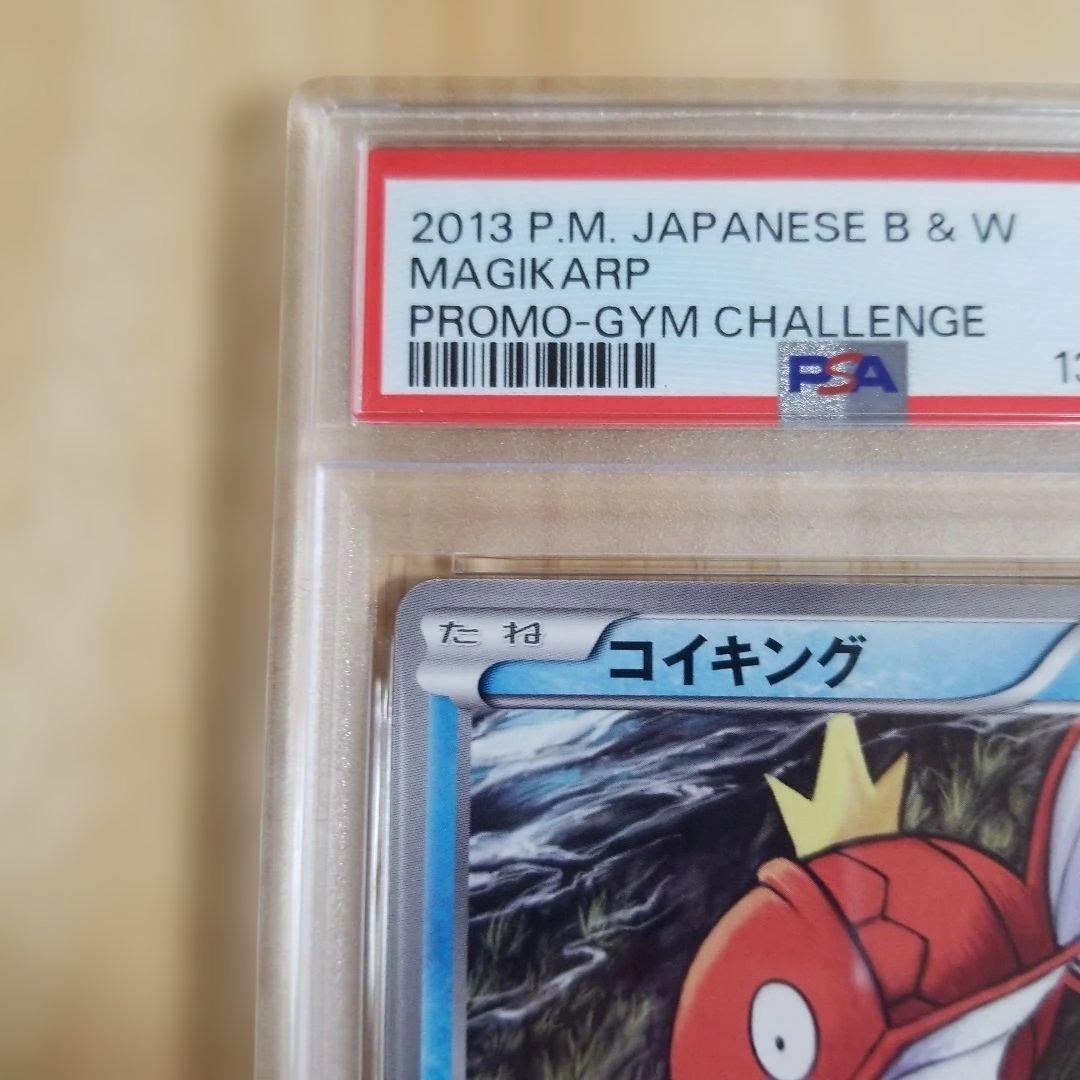 2013 P.M. JAPANESE B & W
MAGIKARP
PROMO-GYM CHALLENGE
PSA
たね
コイキング